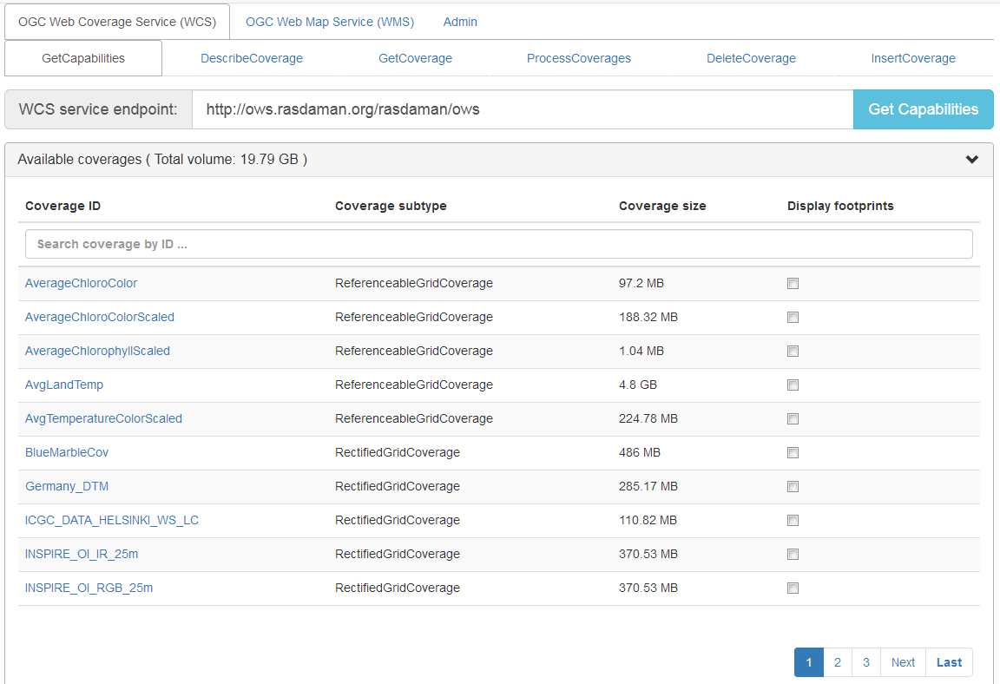 OGC Web Coverage Service (WCS) OGC Web Map Service (WMS) Admin
GetCapabilities DescribeCoverage GetCoverage ProcessCoverages DeleteCoverage InsertCoverage
WCS service endpoint: http://ows.rasdaman.org/rasdaman/ows Get Capabilities
Available coverages ( Total volume: 19.79 GB )
Coverage ID Coverage subtype Coverage size Display footprints
Search coverage by ID ...
AverageChloroColor ReferenceableGridCoverage 97.2 MB
AverageChloroColorScaled ReferenceableGridCoverage 188.32 MB
AverageChlorophyllScaled ReferenceableGridCoverage 1.04 MB
AvgLandTemp ReferenceableGridCoverage 4.8 GB
AvgTemperatureColorScaled ReferenceableGridCoverage 224.78 MB
BlueMarbleCov RectifiedGridCoverage 486 MB
Germany_DTM RectifiedGridCoverage 285.17 MB
ICGC_DATA_HELSINKI_WS_LC RectifiedGridCoverage 110.82 MB
INSPIRE_OI_IR_25m RectifiedGridCoverage 370.53 MB
INSPIRE_OI_RGB_25m RectifiedGridCoverage 370.53 MB
1 2 3 Next Last